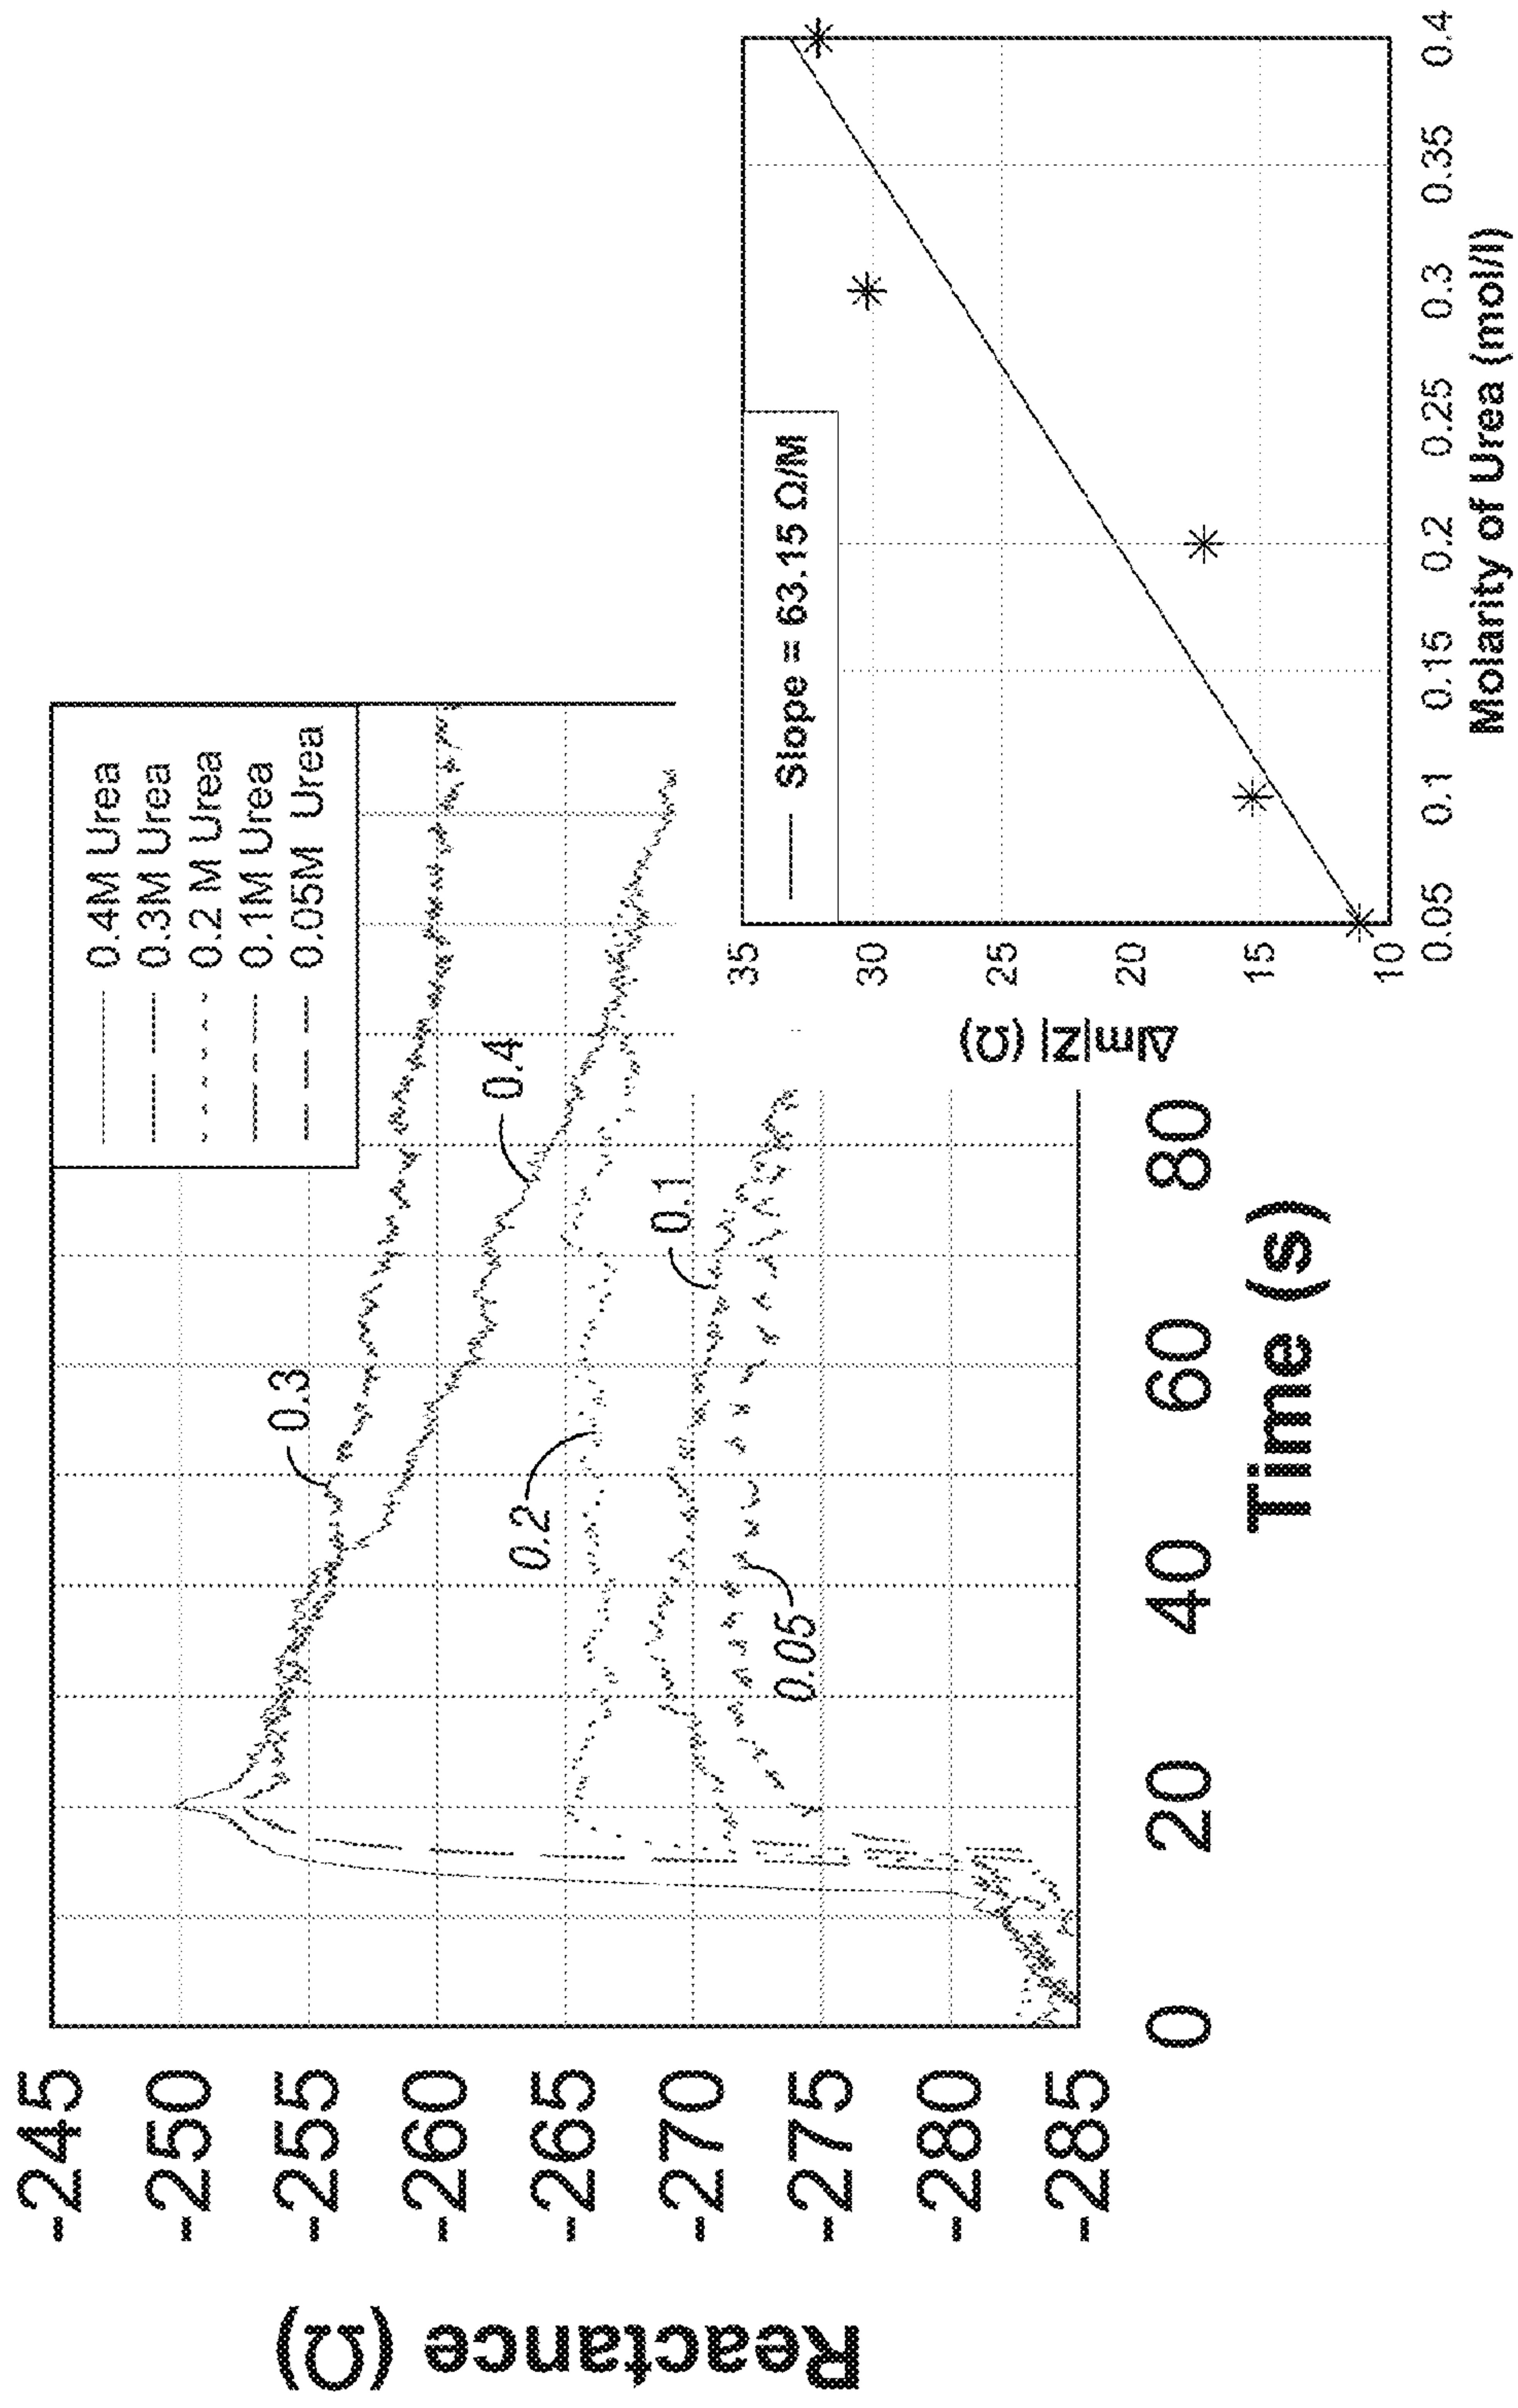 Reactance (Ω)
-245
-250
-255
-260
-265
-270
-275
-280
-285
0.4M Urea
0.3M Urea
0.2 M Urea
0.1M Urea
0.05M Urea
0.3
0.4
0.2
0.1
0.05
0 20 40 60 80
Time (s)
Slope = 63.15 Ω/M
ΔIm|Z| (Ω)
35
30
25
20
15
10
0.05 0.1 0.15 0.2 0.25 0.3 0.35 0.4
Molarity of Urea (mol/l)